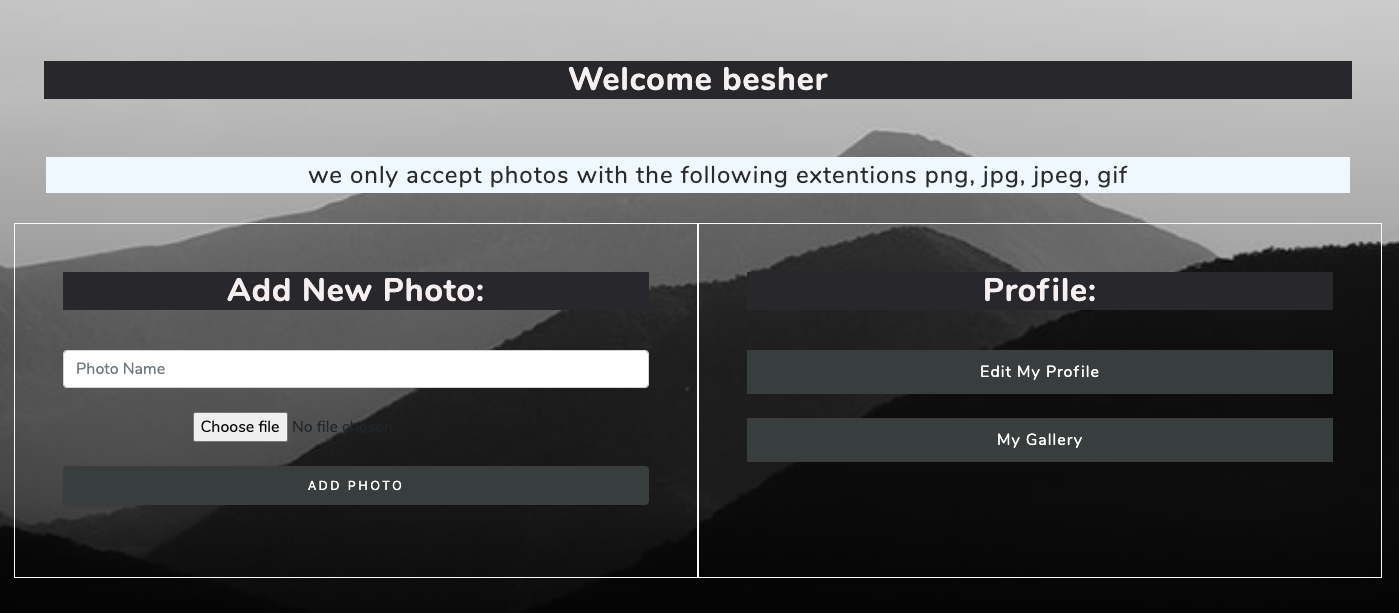 Welcome besher
we only accept photos with the following extentions png, jpg, jpeg, gif
Add New Photo:
Photo Name
Choose file No file chosen
ADD PHOTO
Profile:
Edit My Profile
My Gallery